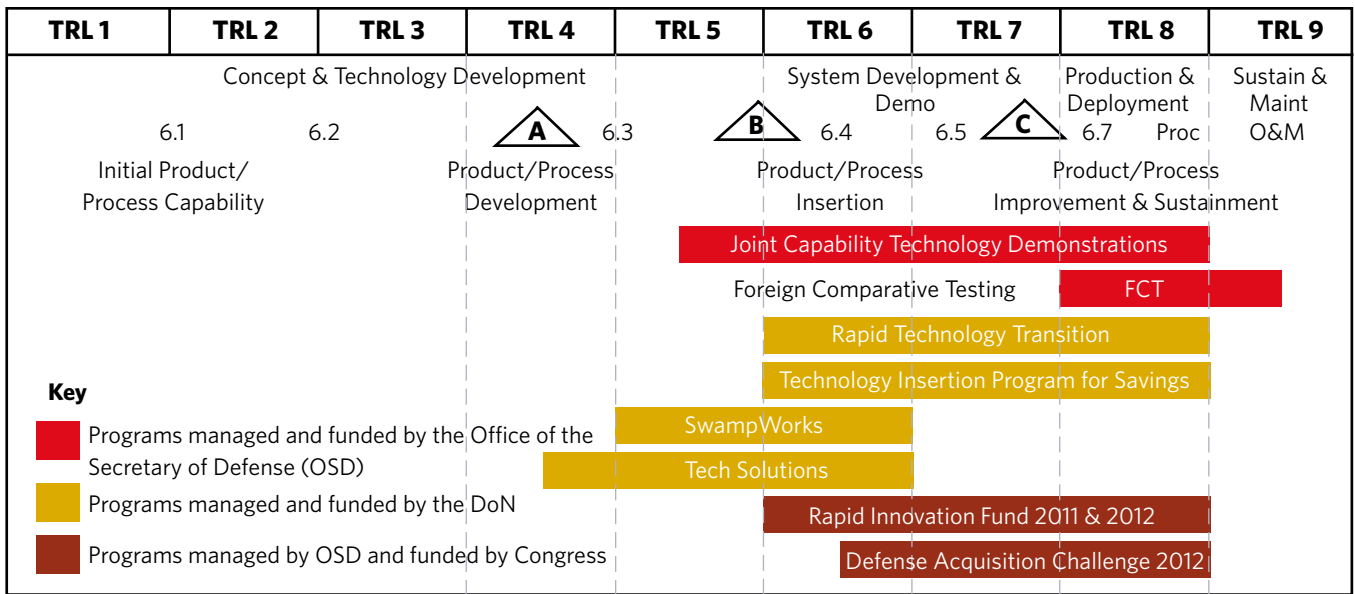 TRL 1 TRL 2 TRL 3 TRL 4 TRL 5 TRL 6 TRL 7 TRL 8 TRL 9
Concept & Technology Development
System Development &
Demo
Production &
Deployment
Sustain &
Maint
O&M
6.1 6.2 A 6.3 B 6.4 6.5 C 6.7 Proc
Initial Product/
Process Capability
Product/Process
Development
Product/Process
Insertion
Product/Process
Improvement & Sustainment
Joint Capability Technology Demonstrations
Foreign Comparative Testing FCT
Rapid Technology Transition
Technology Insertion Program for Savings
SwampWorks
Tech Solutions
Rapid Innovation Fund 2011 & 2012
Defense Acquisition Challenge 2012
Key
Programs managed and funded by the Office of the
Secretary of Defense (OSD)
Programs managed and funded by the DoN
Programs managed by OSD and funded by Congress